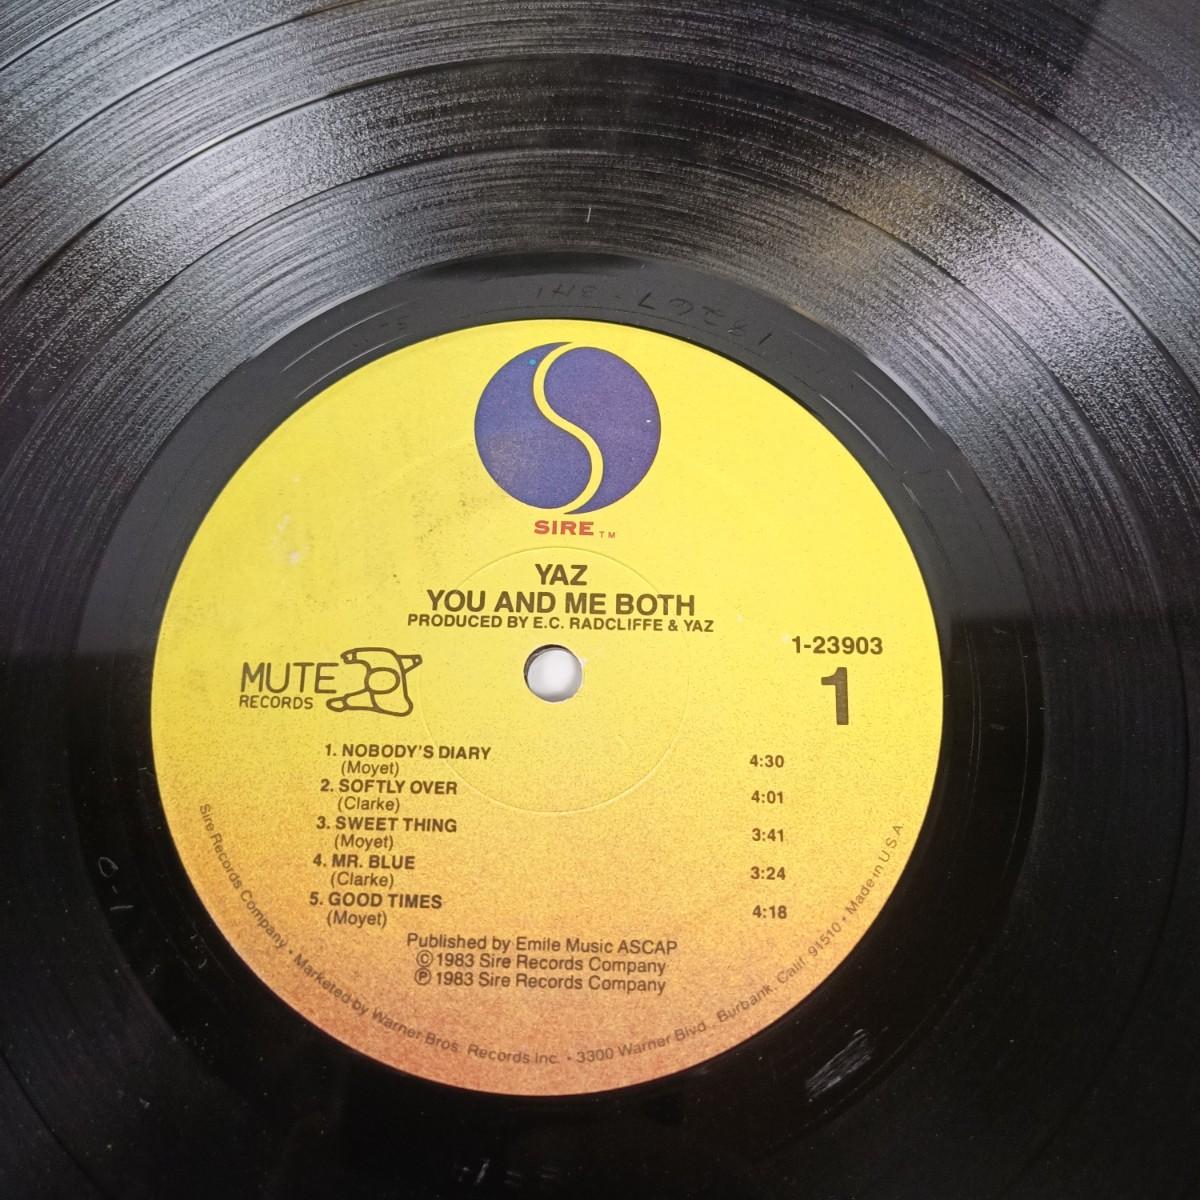 SIRE TM
YAZ
YOU AND ME BOTH
PRODUCED BY E.C. RADCLIFFE & YAZ
MUTE
RECORDS
1-23903
1
1. NOBODY'S DIARY 4:30
(Moyet)
2. SOFTLY OVER 4:01
(Clarke)
3. SWEET THING 3:41
(Moyet)
4. MR. BLUE 3:24
(Clarke)
5. GOOD TIMES 4:18
(Moyet)
Published by Emile Music ASCAP
©1983 Sire Records Company
℗1983 Sire Records Company
Sire Records Company • Marketed by Warner Bros. Records Inc. • 3300 Warner Blvd., Burbank, Calif. 91510 • Made in U.S.A.